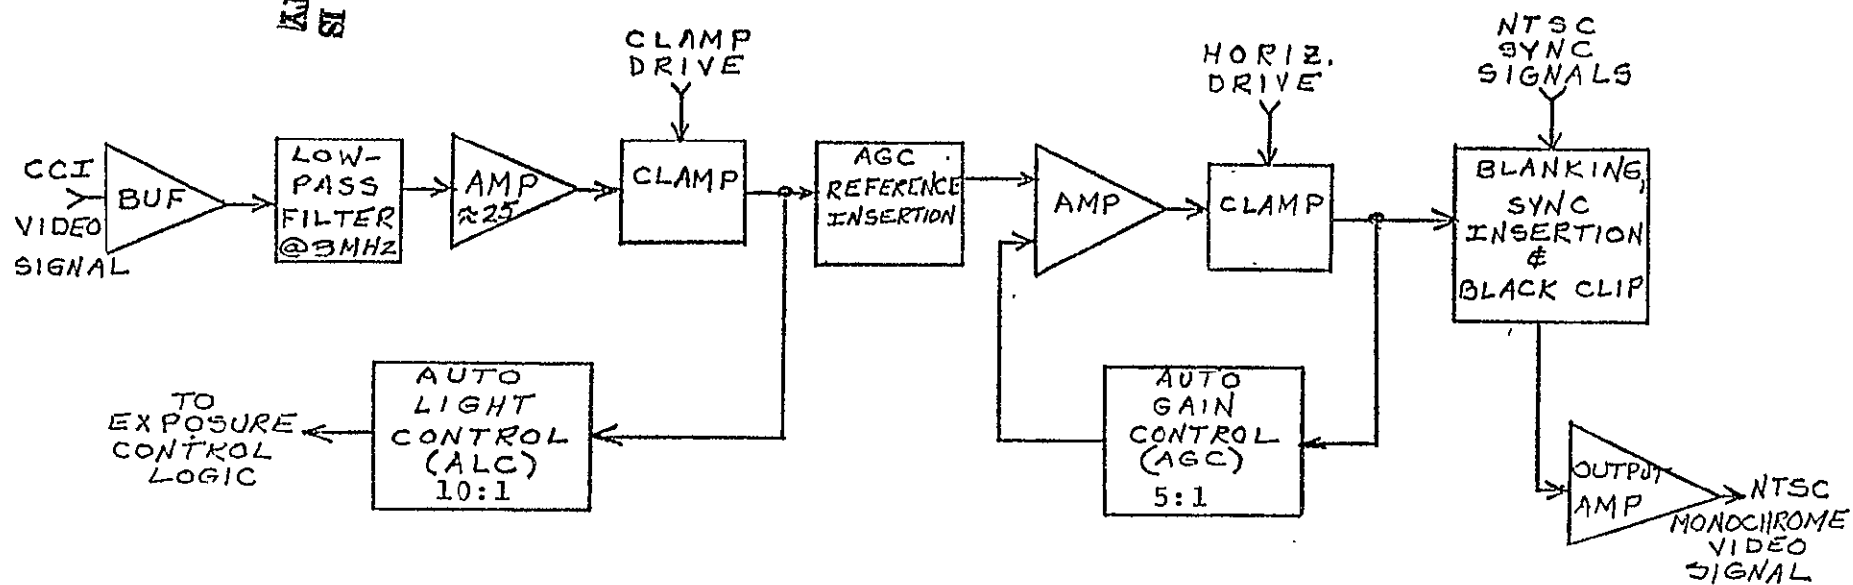 IS
CLAMP
DRIVE
HORIZ.
DRIVE
NTSC
SYNC
SIGNALS
CCI
VIDEO
SIGNAL
BUF
LOW-
PASS
FILTER
@3MHZ
AMP
≈25
CLAMP
AGC
REFERENCE
INSERTION
AMP
CLAMP
BLANKING,
SYNC
INSERTION
&
BLACK CLIP
TO
EXPOSURE
CONTROL
LOGIC
AUTO
LIGHT
CONTROL
(ALC)
10:1
AUTO
GAIN
CONTROL
(AGC)
5:1
OUTPUT
AMP
NTSC
MONOCHROME
VIDEO
SIGNAL